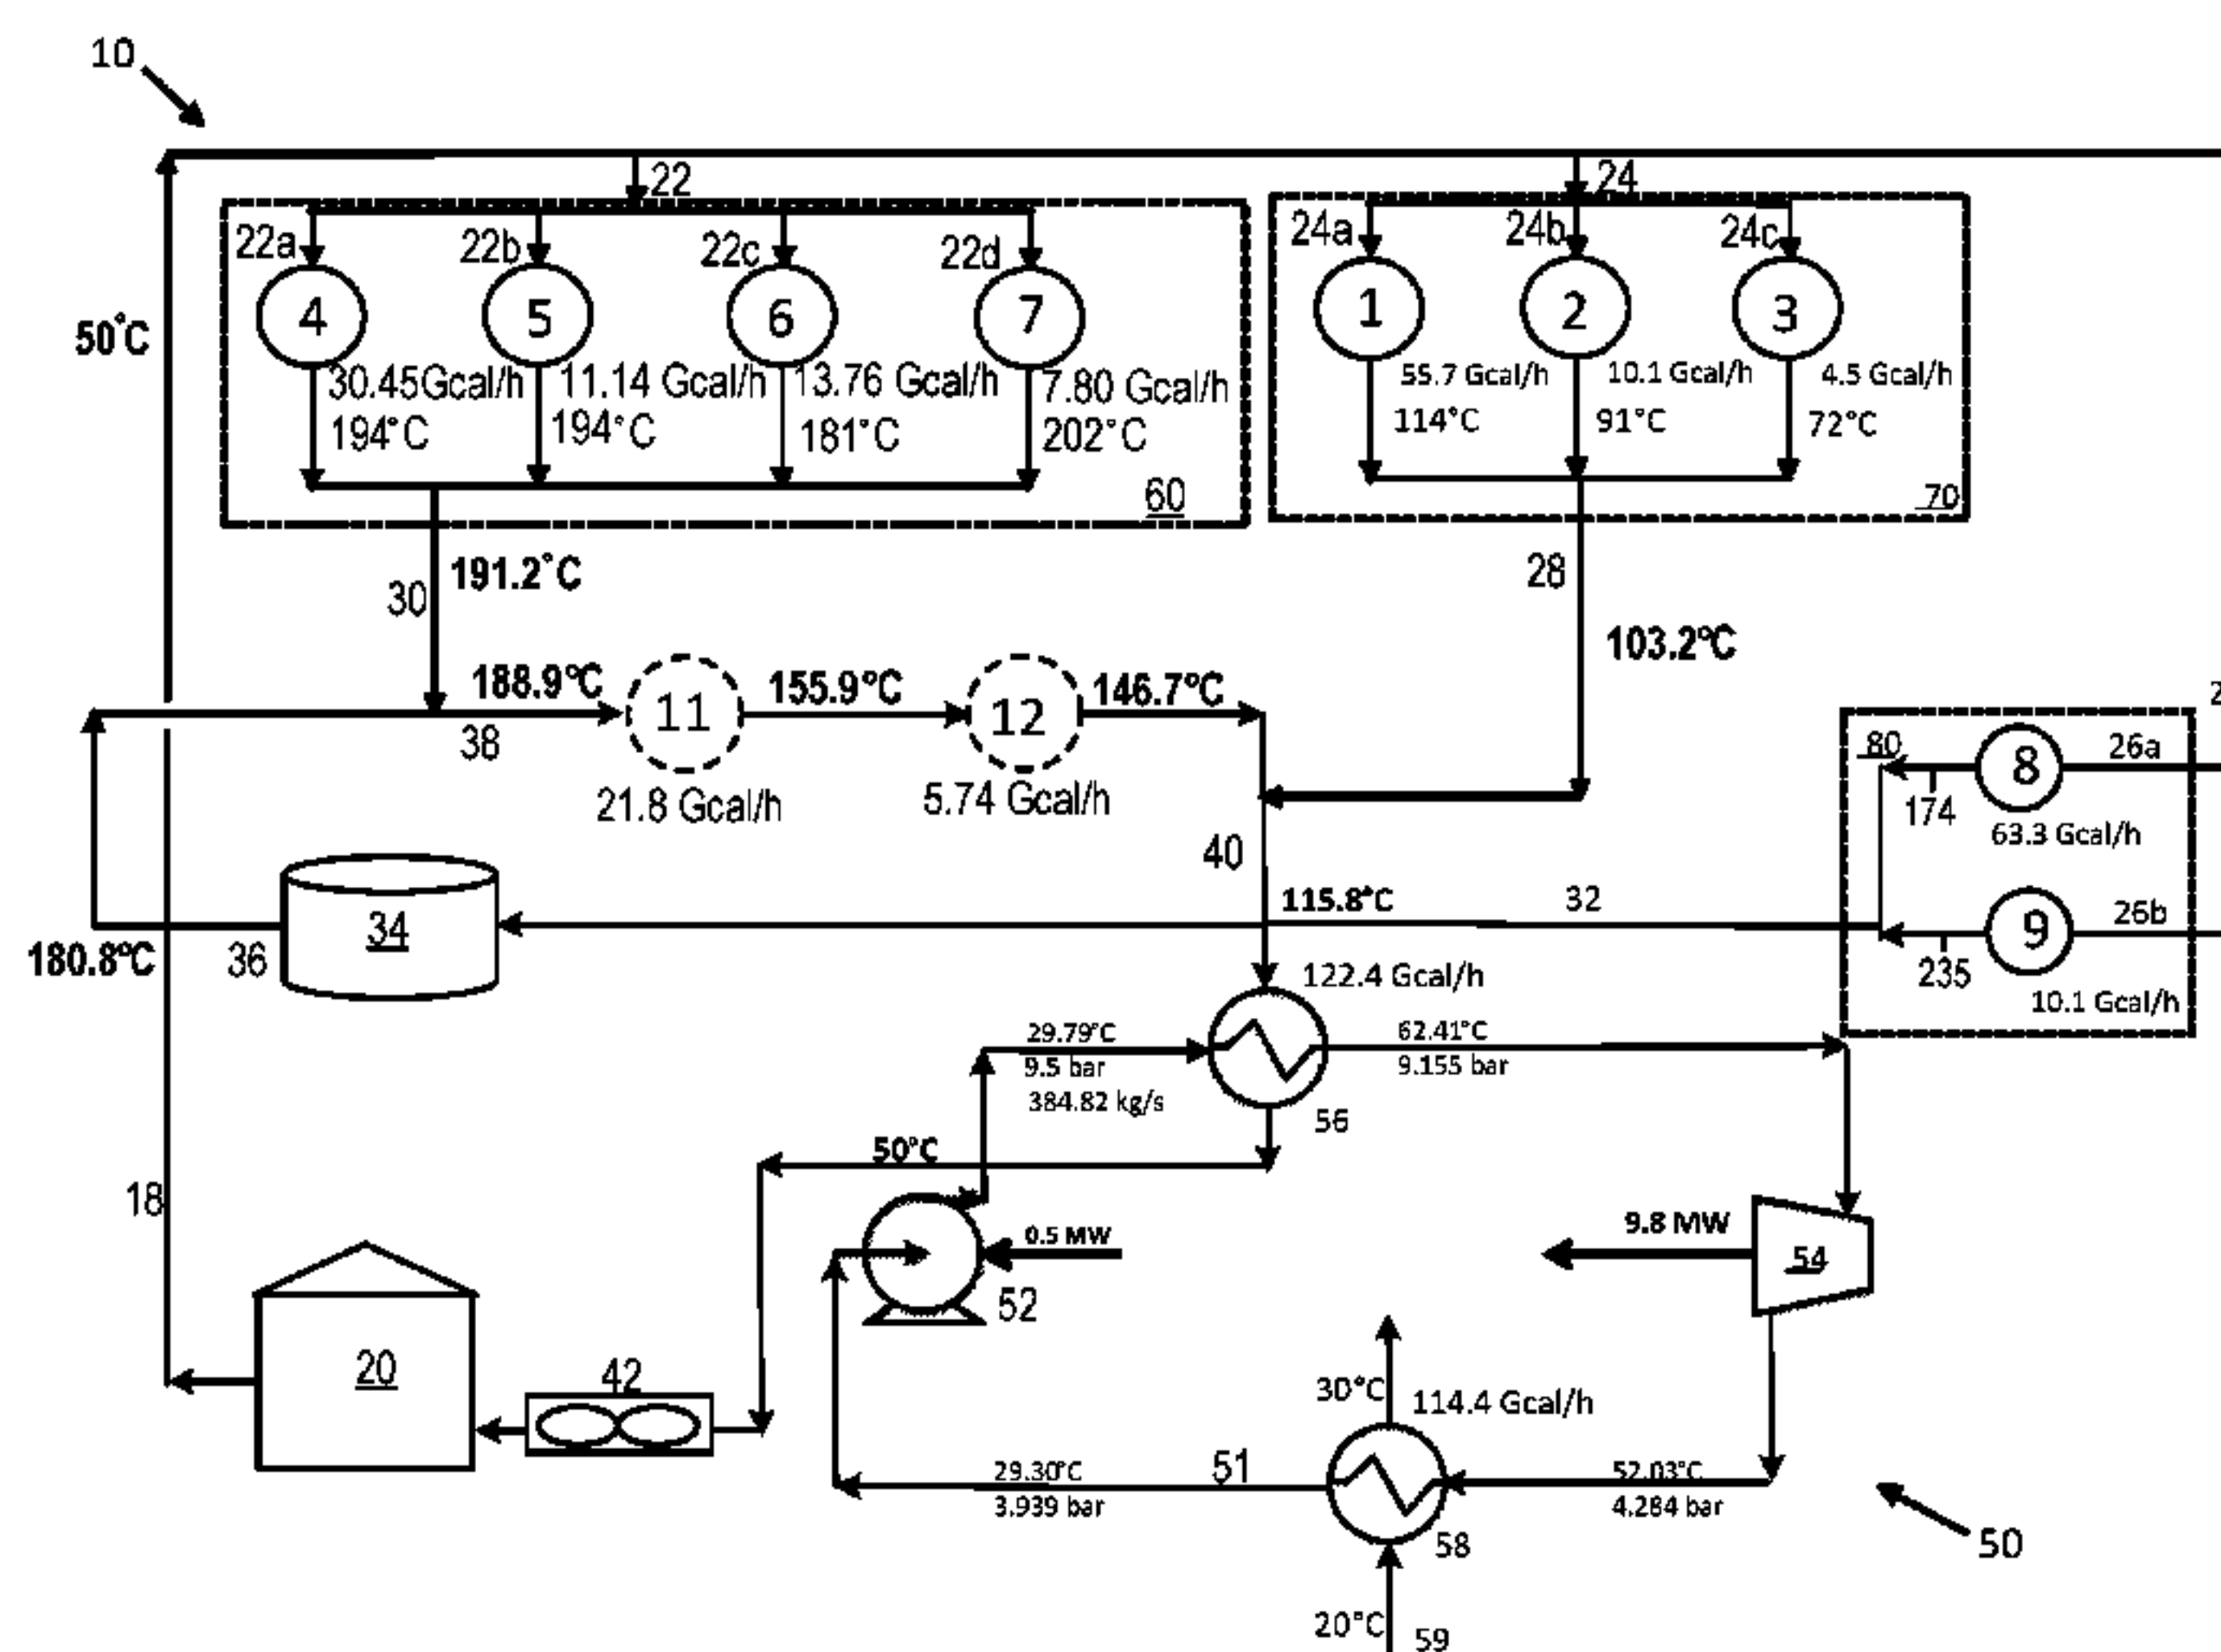 10
22
24
22a
22b
22c
22d
24a
24b
24c
4
5
6
7
1
2
3
50°C
30.45Gcal/h
11.14 Gcal/h
13.76 Gcal/h
7.80 Gcal/h
55.7 Gcal/h
10.1 Gcal/h
4.5 Gcal/h
194°C
194°C
181°C
202°C
114°C
91°C
72°C
60
70
191.2°C
30
28
103.2ºC
188.9ºC
11
155.9ºC
12
146.7ºC
38
21.8 Gcal/h
5.74 Gcal/h
80
8
26a
174
63.3 Gcal/h
40
34
115.8°C
32
9
26b
235
10.1 Gcal/h
180.8ºC
36
122.4 Gcal/h
29.79°C
9.5 bar
384.82 kg/s
62.41°C
9.155 bar
56
50°C
18
0.5 MW
52
9.8 MW
54
20
42
30°C
114.4 Gcal/h
29.30°C
3.939 bar
51
52.03°C
4.284 bar
58
50
20°C
59